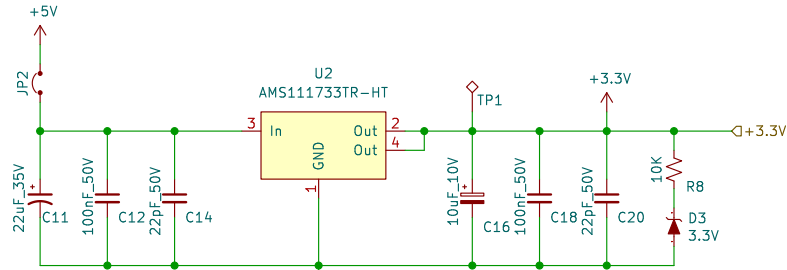 +5V
JP2
U2
AMS111733TR-HT
3
In
Out
2
Out
4
GND
1
TP1
+3.3V
+3.3V
22uF_35V
+
C11
100nF_50V
C12
22pF_50V
C14
10uF_10V
+
C16
100nF_50V
C18
22pF_50V
C20
10K
R8
D3
3.3V